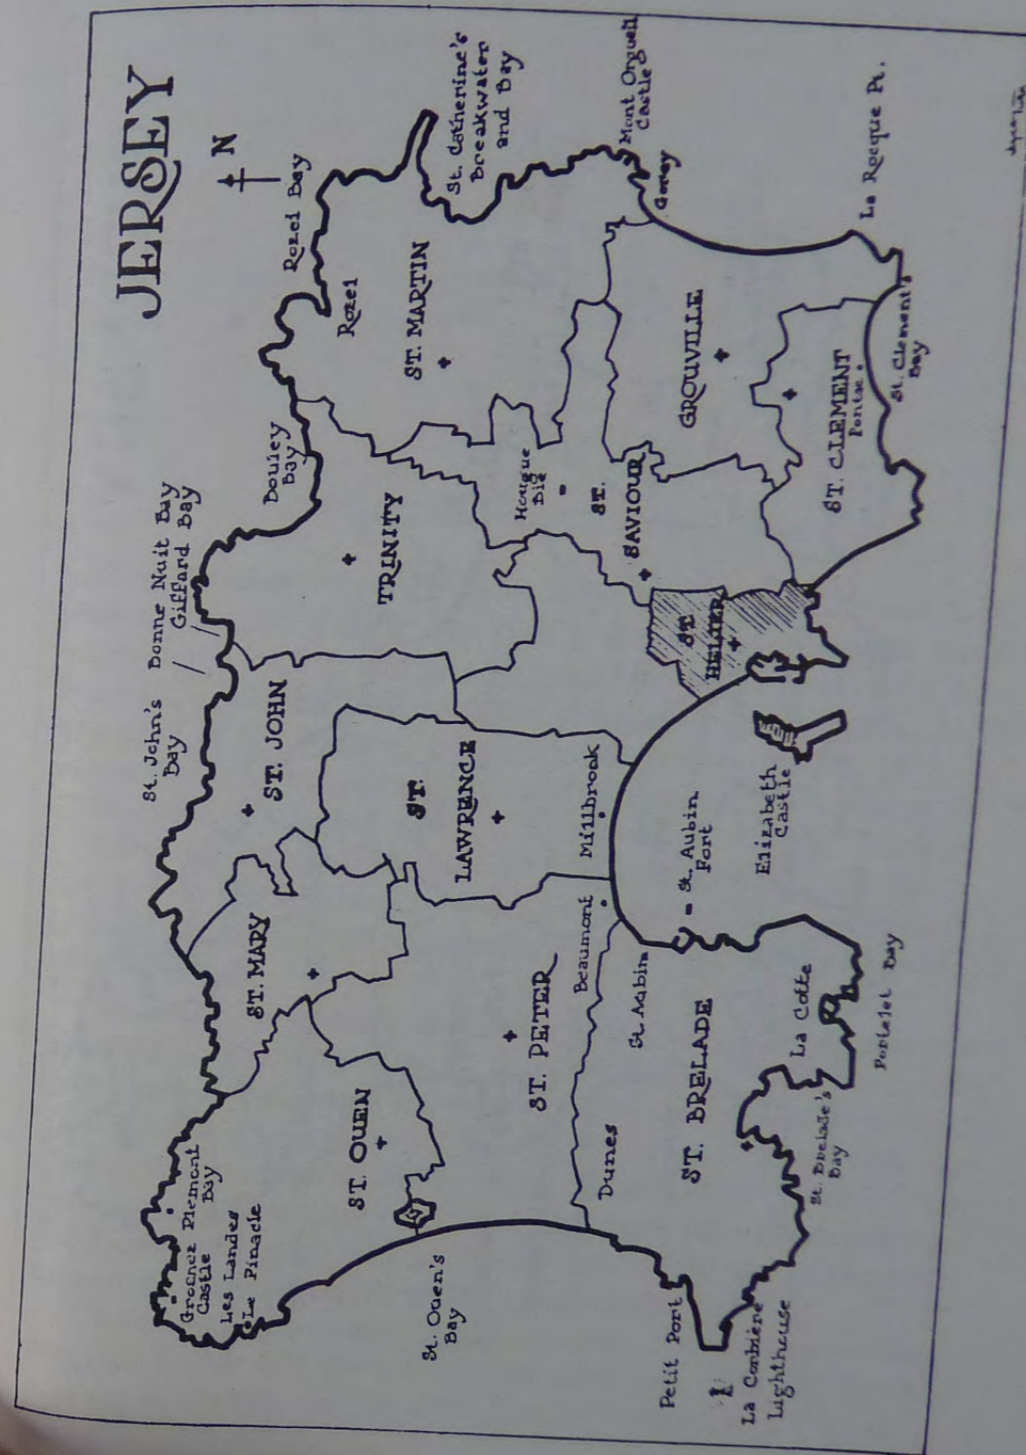 JERSEY
N
St. John's
Bay
Bonne Nuit Bay
Giffard Bay
Bouley
Bay
Rozel Bay
Rozel
St. Catherine's
Breakwater
and Bay
Mont Orgueil
Castle
Gorey
La Rocque Pt.
St. Clement's
Bay
Grosnez
Castle
Plemont
Bay
Les Landes
Le Pinacle
ST. MARY
ST. JOHN
TRINITY
ST. MARTIN
ST. OUEN
ST.
LAWRENCE
Hougue
Bie
ST.
SAVIOUR
GROUVILLE
St. Ouen's
Bay
ST. PETER
Beaumont
Millbrook
ST.
HELIER
ST. CLEMENT
Pontac
Dunes
St. Aubin
St. Aubin
Fort
ST. BRELADE
Elizabeth
Castle
La Cotte
Petit Port
La Corbière
Lighthouse
St. Brelade's
Bay
Portelet Bay